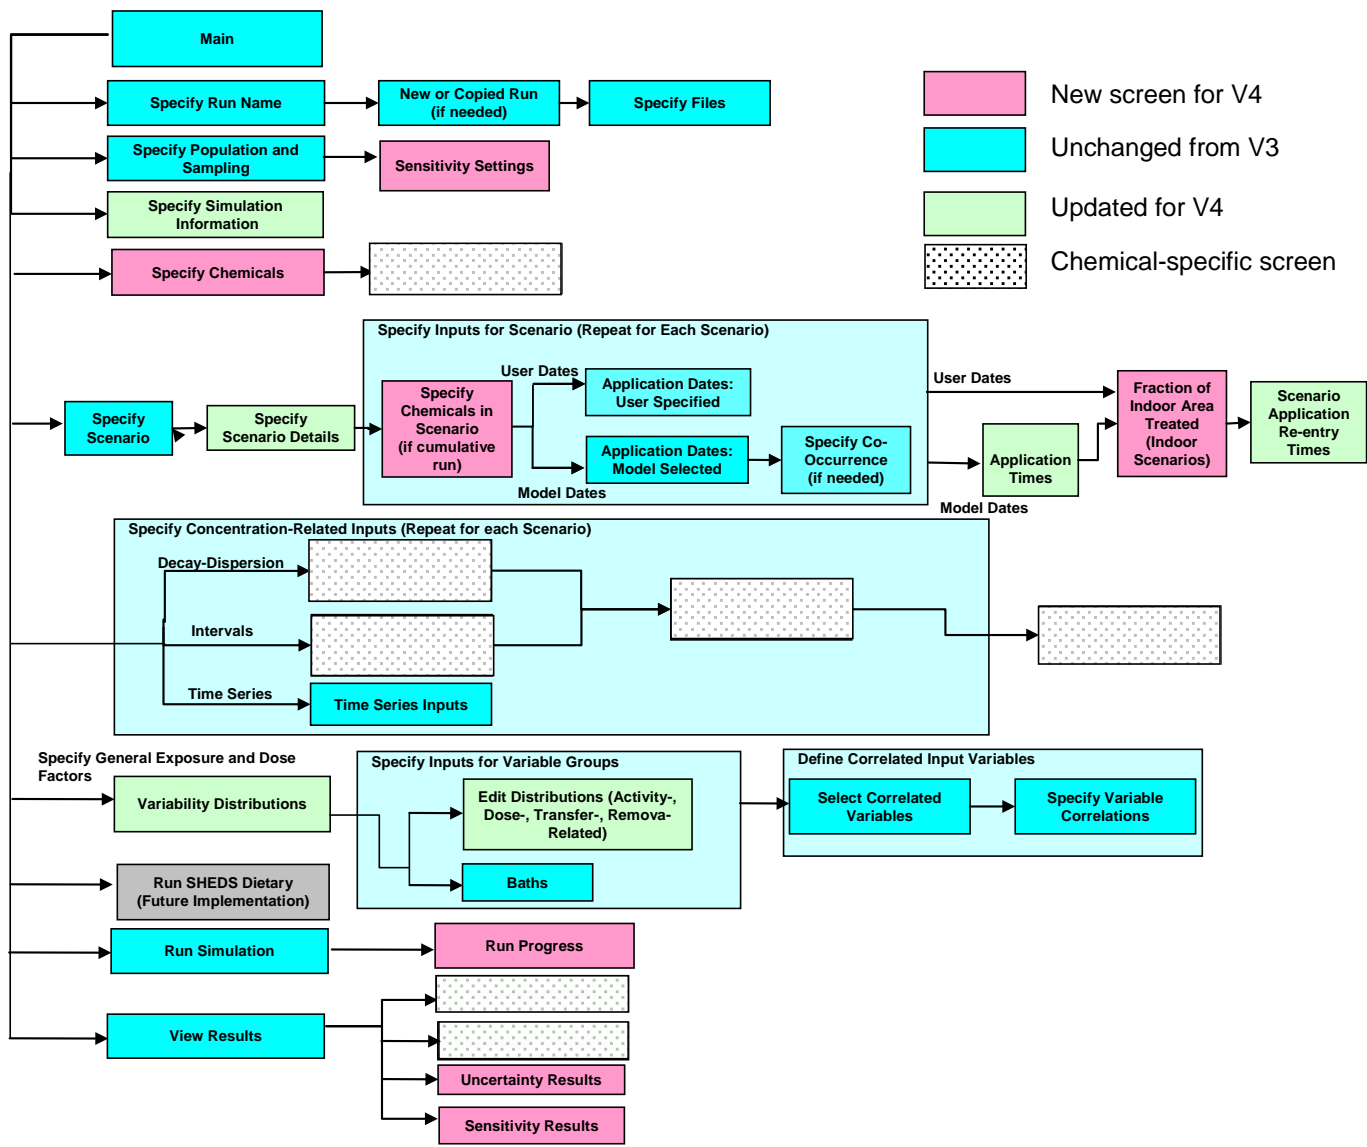 Main
New screen for V4
Specify Run Name
New or Copied Run
(if needed)
Specify Files
Unchanged from V3
Specify Population and
Sampling
Sensitivity Settings
Specify Simulation
Information
Updated for V4
Specify Chemicals
Chemical-specific screen
Specify Inputs for Scenario (Repeat for Each Scenario)
Specify
Scenario
Specify
Scenario Details
Specify
Chemicals in
Scenario
(if cumulative
run)
User Dates
Application Dates:
User Specified
Application Dates:
Model Selected
Model Dates
Specify Co-
Occurrence
(if needed)
User Dates
Application
Times
Model Dates
Fraction of
Indoor Area
Treated
(Indoor
Scenarios)
Scenario
Application
Re-entry
Times
Specify Concentration-Related Inputs (Repeat for each Scenario)
Decay-Dispersion
Intervals
Time Series
Time Series Inputs
Specify General Exposure and Dose
Factors
Variability Distributions
Specify Inputs for Variable Groups
Edit Distributions (Activity-,
Dose-, Transfer-, Remova-
Related)
Baths
Define Correlated Input Variables
Select Correlated
Variables
Specify Variable
Correlations
Run SHEDS Dietary
(Future Implementation)
Run Simulation
Run Progress
View Results
Uncertainty Results
Sensitivity Results